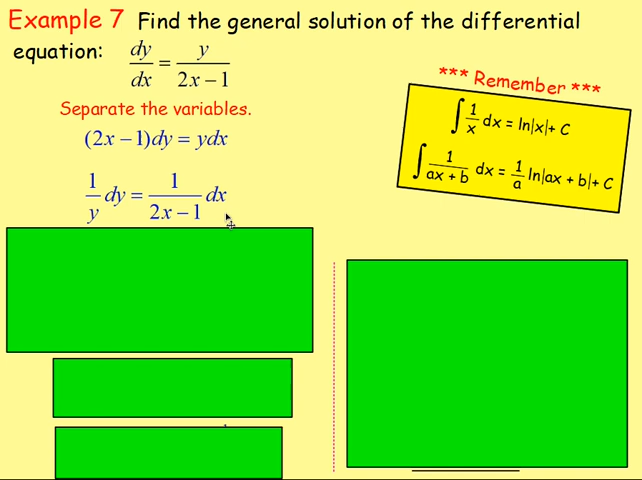 Example 7 Find the general solution of the differential
equation: dy/dx = y/(2x − 1)
Separate the variables.
(2x − 1)dy = ydx
1/y dy = 1/(2x − 1) dx
*** Remember ***
∫ 1/x dx = ln|x| + C
∫ 1/(ax + b) dx = 1/a ln|ax + b| + C